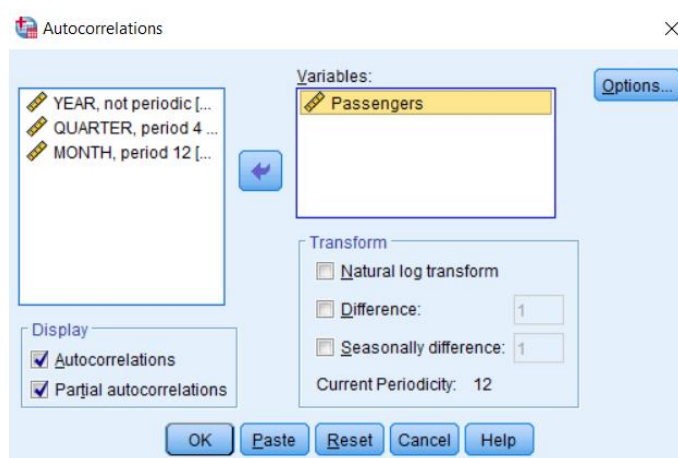 Autocorrelations
YEAR, not periodic [...
QUARTER, period 4 ...
MONTH, period 12 [...
Variables:
Passengers
Options...
Transform
Natural log transform
Difference: 1
Seasonally difference: 1
Current Periodicity: 12
Display
Autocorrelations
Partial autocorrelations
OK Paste Reset Cancel Help